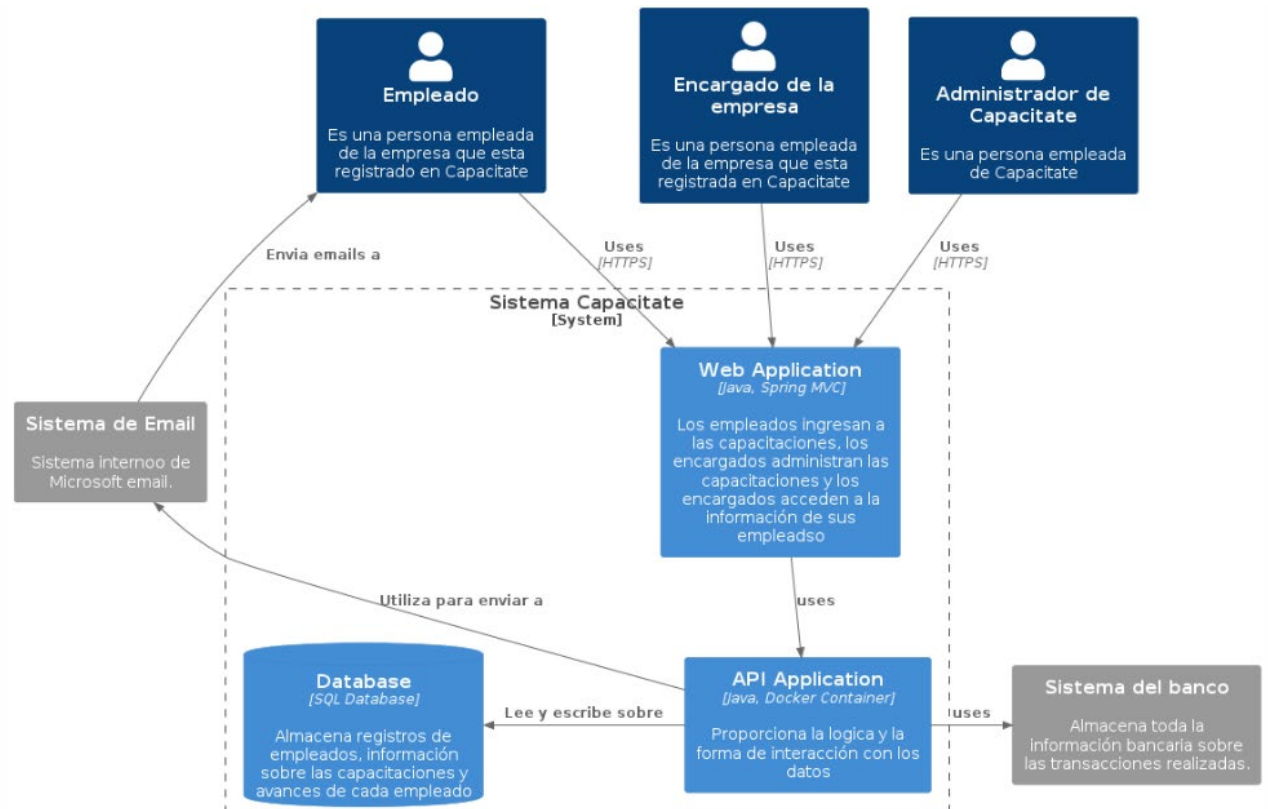 Empleado
Es una persona empleada
de la empresa que esta
registrado en Capacitate
Encargado de la
empresa
Es una persona empleada
de la empresa que esta
registrada en Capacitate
Administrador de
Capacitate
Es una persona empleada
de Capacitate
Envia emails a
Uses
[HTTPS]
Uses
[HTTPS]
Uses
[HTTPS]
Sistema Capacitate
[System]
Web Application
[Java, Spring MVC]
Los empleados ingresan a
las capacitaciones, los
encargados administran las
capacitaciones y los
encargados acceden a la
información de sus
empleadso
Sistema de Email
Sistema internoo de
Microsoft email.
Utiliza para enviar a
uses
Database
[SQL Database]
Almacena registros de
empleados, información
sobre las capacitaciones y
avances de cada empleado
Lee y escribe sobre
API Application
[Java, Docker Container]
Proporciona la logica y la
forma de interacción con los
datos
uses
Sistema del banco
Almacena toda la
información bancaria sobre
las transacciones realizadas.